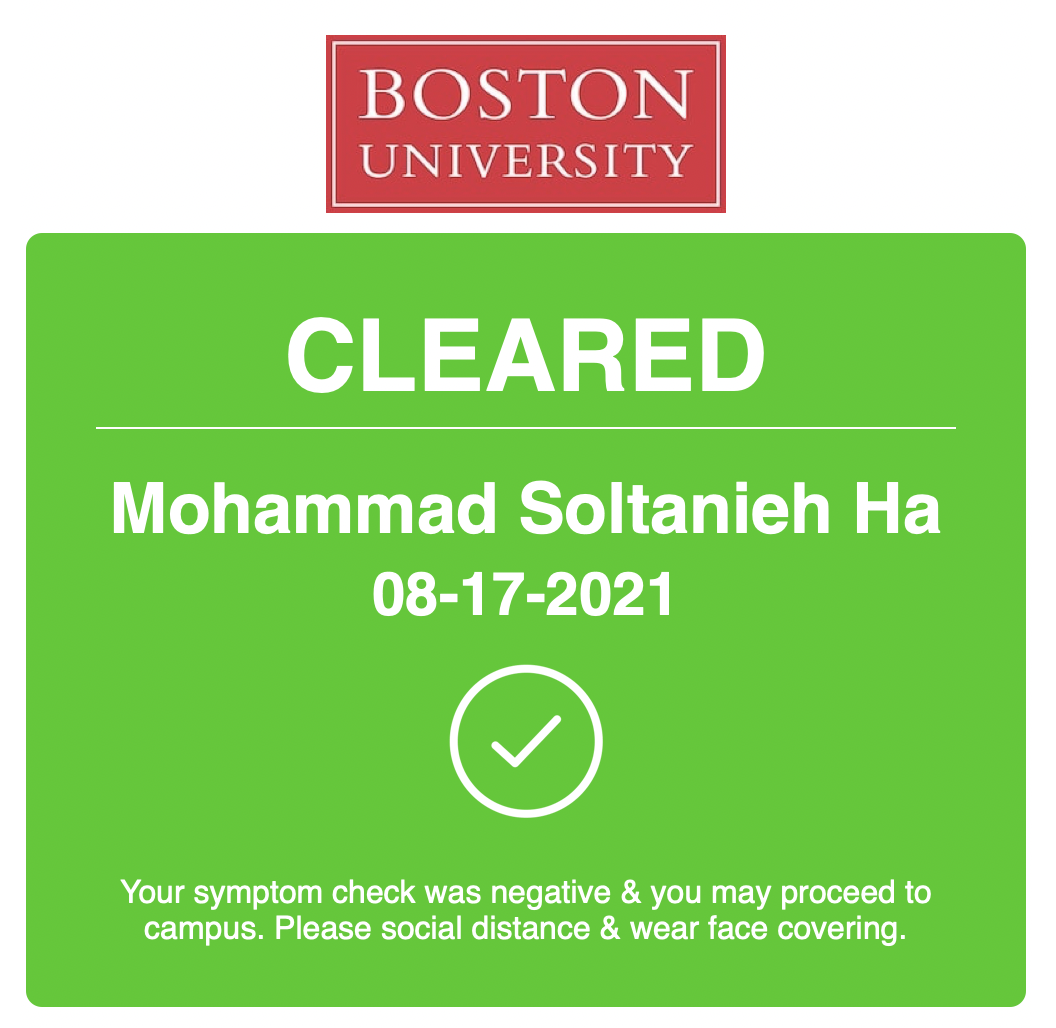 BOSTON
UNIVERSITY
CLEARED
Mohammad Soltanieh Ha
08-17-2021
Your symptom check was negative & you may proceed to
campus. Please social distance & wear face covering.